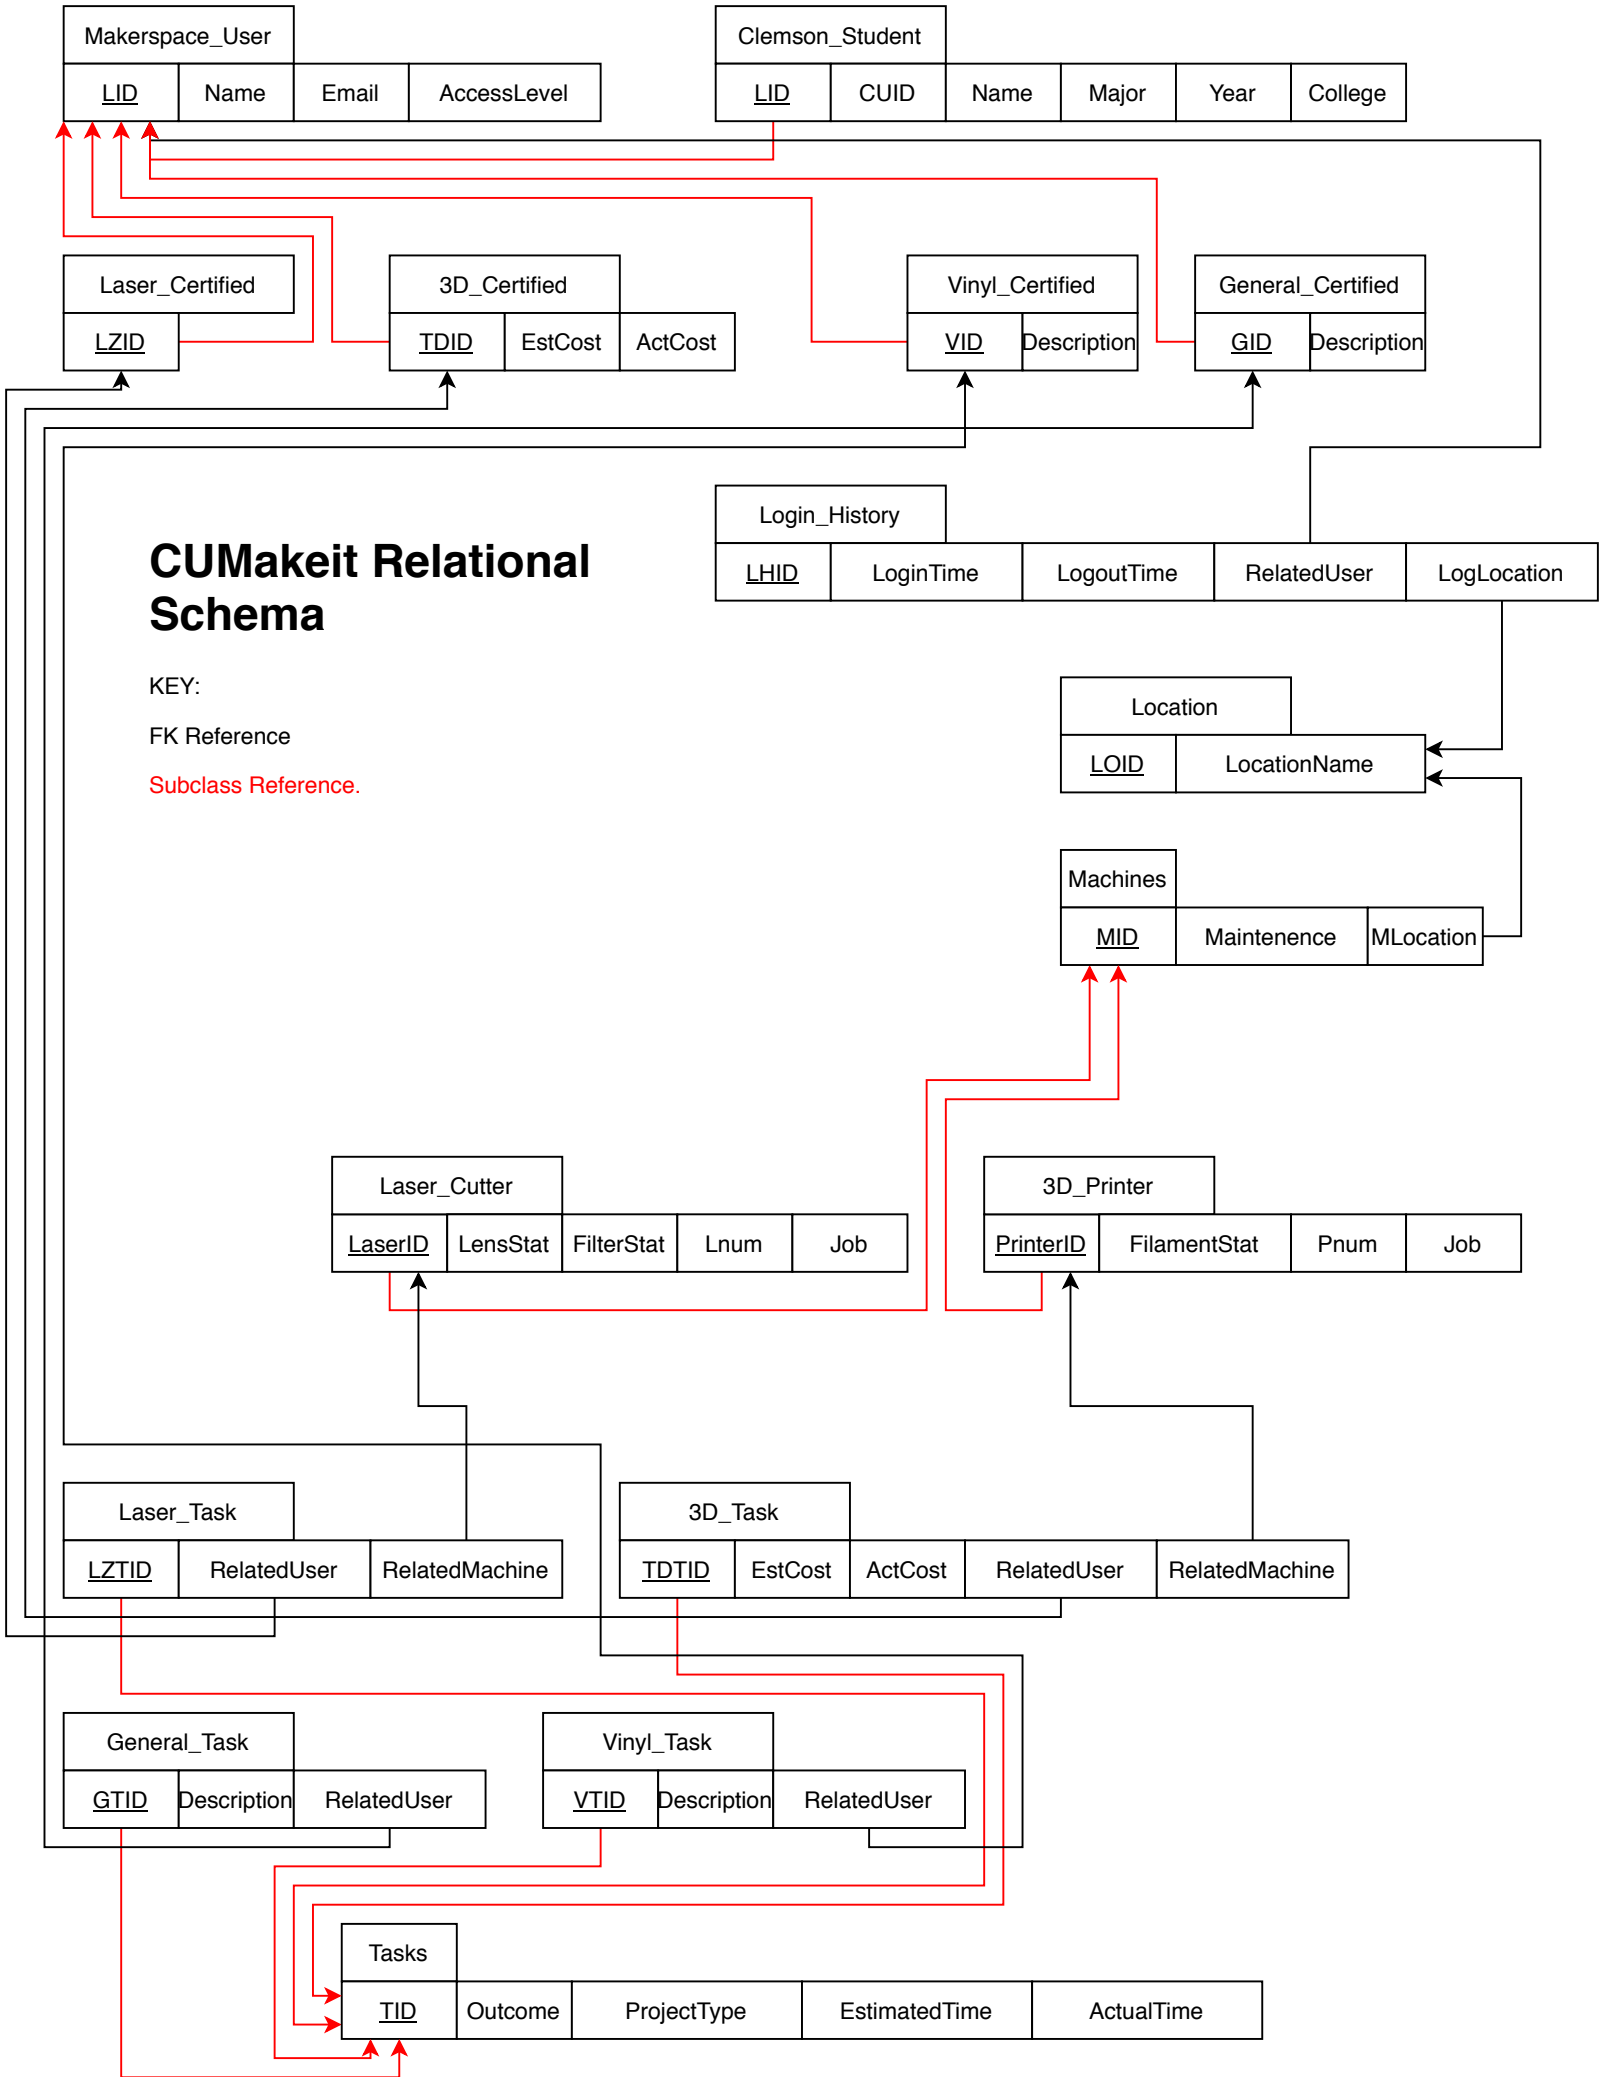 Makerspace_User
LID Name Email AccessLevel
Clemson_Student
LID CUID Name Major Year College
Laser_Certified
LZID
3D_Certified
TDID EstCost ActCost
Vinyl_Certified
VID Description
General_Certified
GID Description
Login_History
LHID LoginTime LogoutTime RelatedUser LogLocation
CUMakeit Relational
Schema
KEY:
FK Reference
Subclass Reference.
Location
LOID LocationName
Machines
MID Maintenence MLocation
Laser_Cutter
LaserID LensStat FilterStat Lnum Job
3D_Printer
PrinterID FilamentStat Pnum Job
Laser_Task
LZTID RelatedUser RelatedMachine
3D_Task
TDTID EstCost ActCost RelatedUser RelatedMachine
General_Task
GTID Description RelatedUser
Vinyl_Task
VTID Description RelatedUser
Tasks
TID Outcome ProjectType EstimatedTime ActualTime